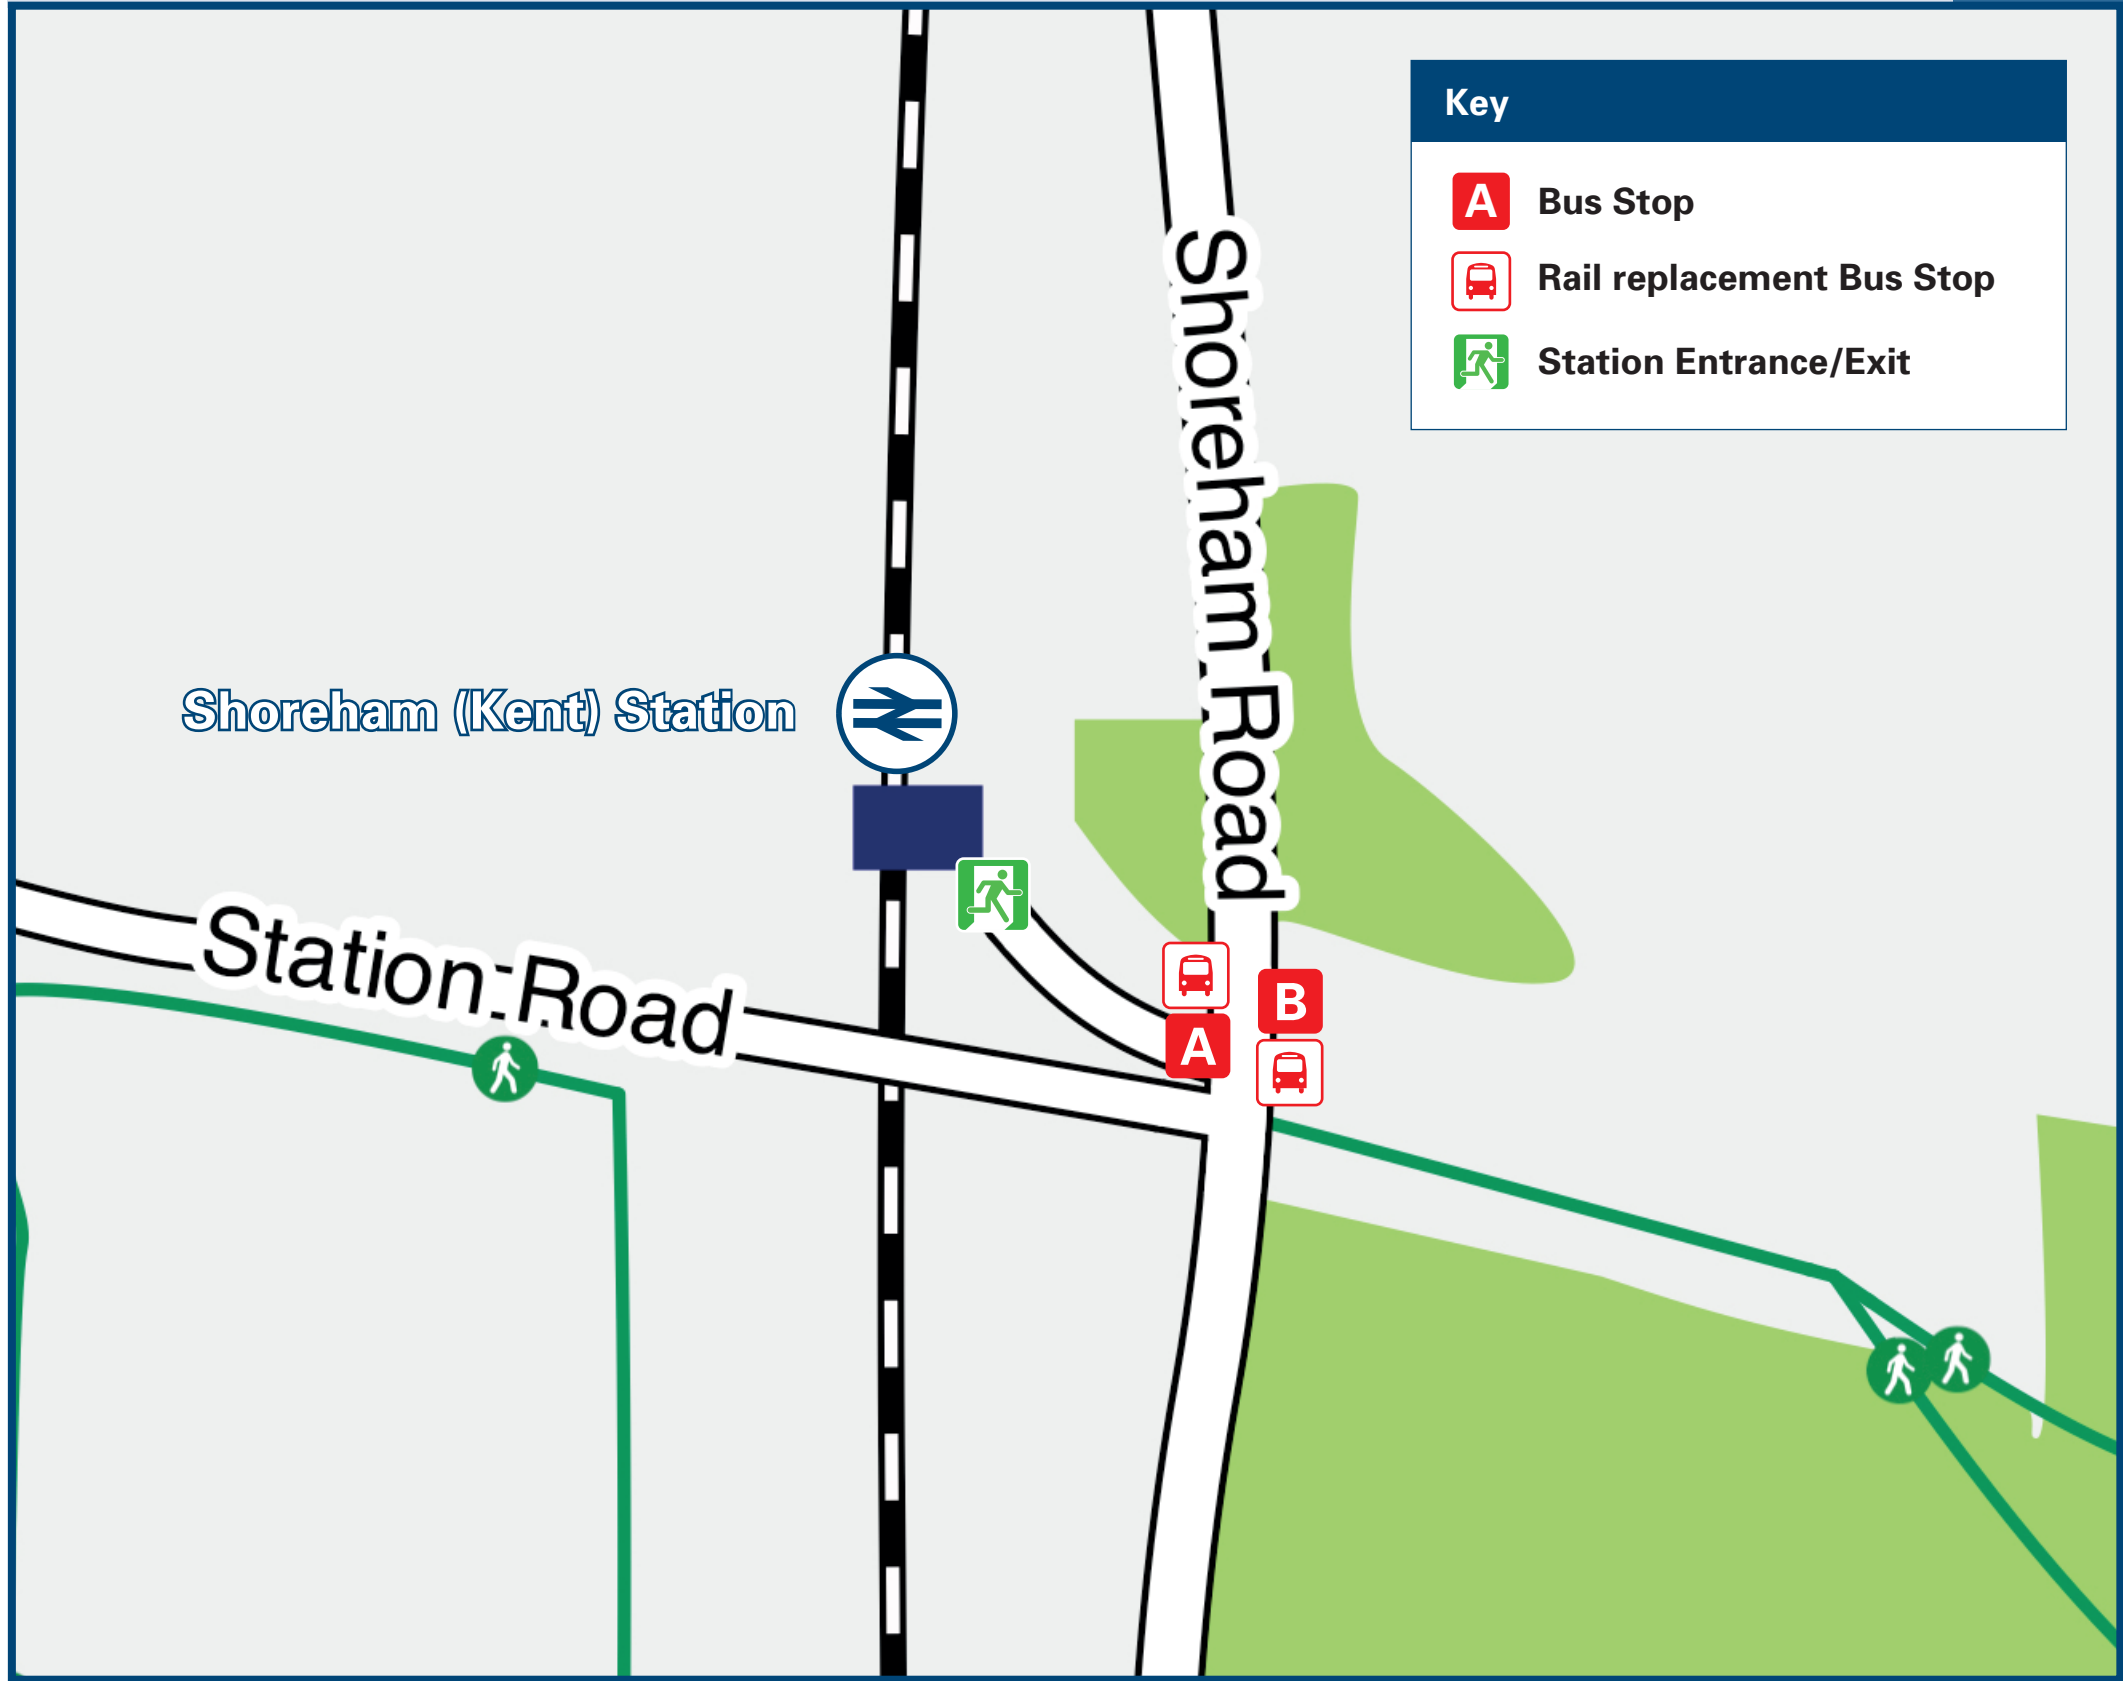 Key
A Bus Stop
Rail replacement Bus Stop
Station Entrance/Exit
Shoreham Road
Shoreham (Kent) Station
Station Road
A
B